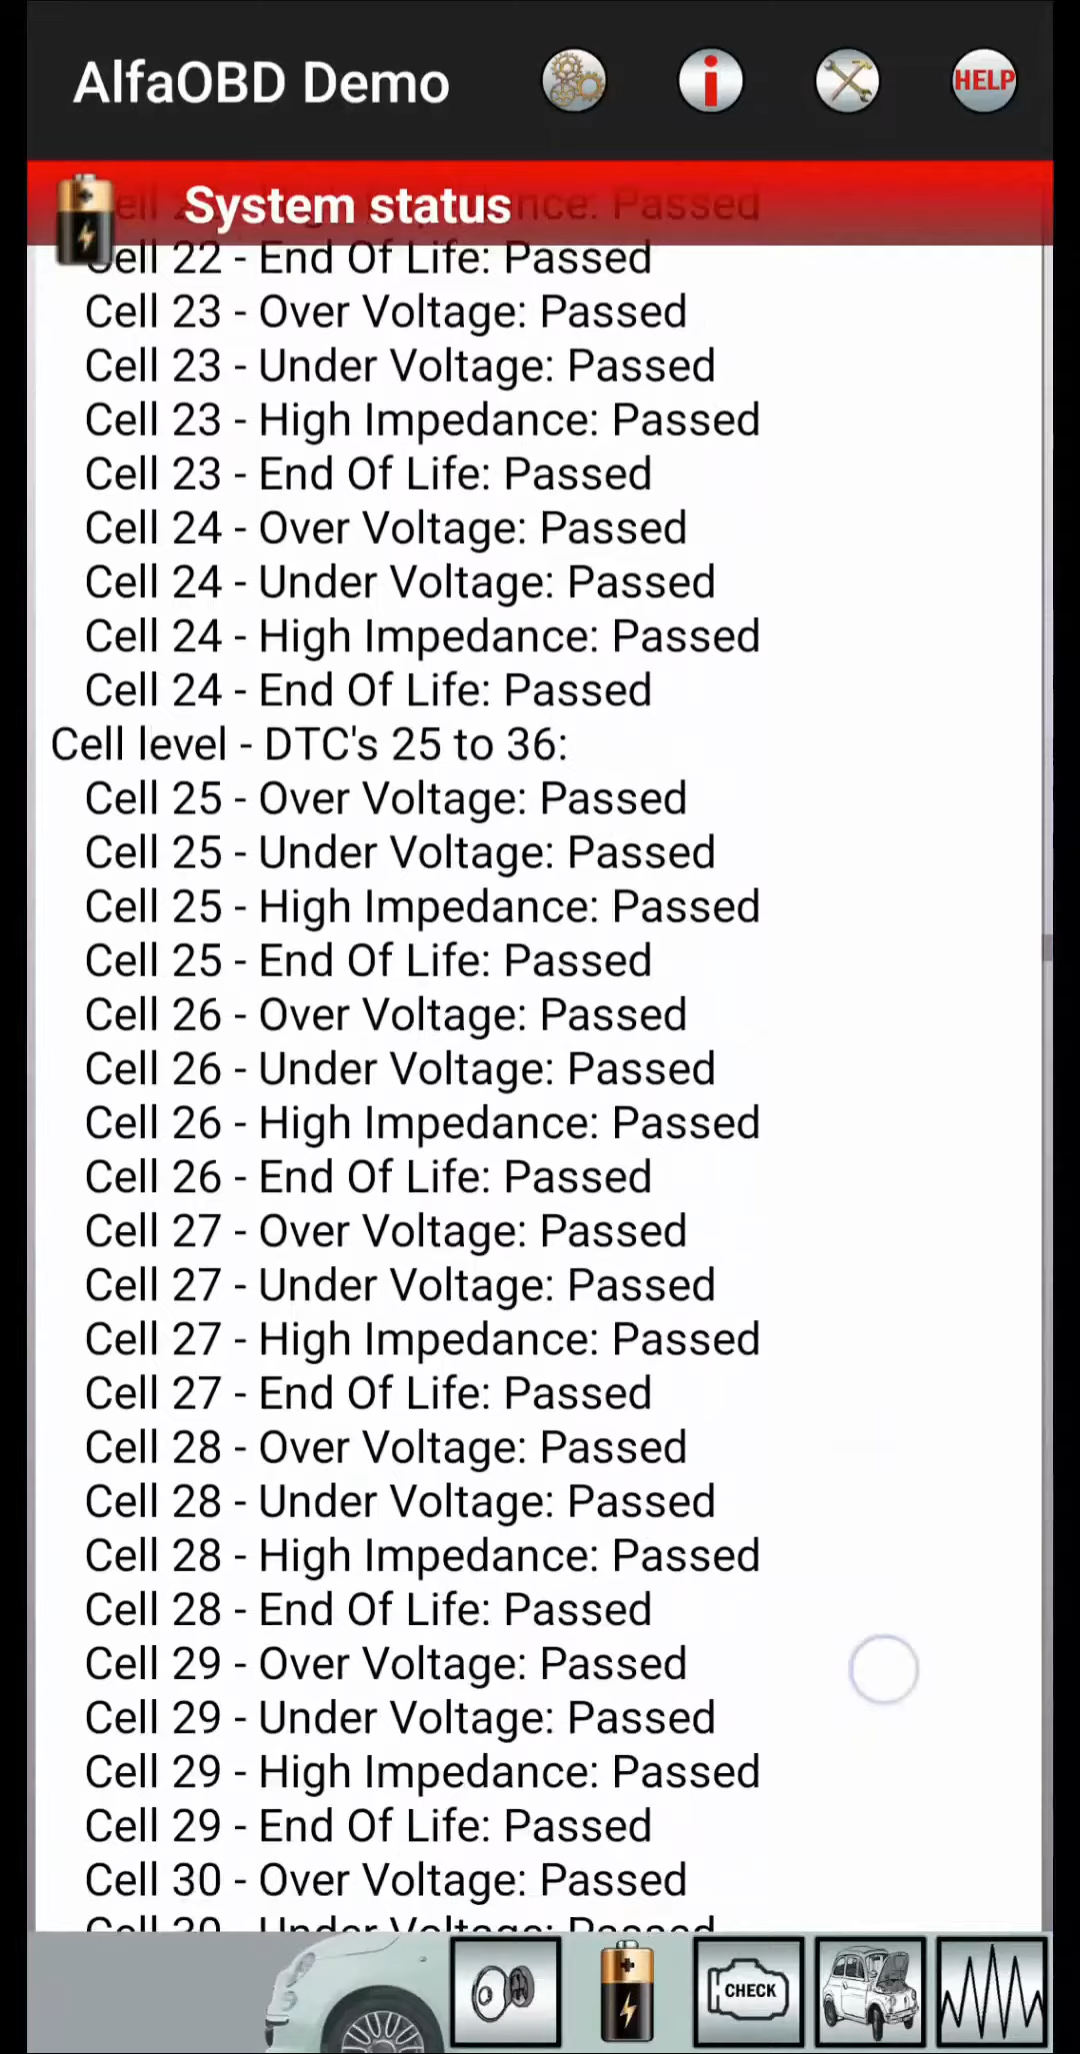 AlfaOBD Demo
HELP
System status
Cell 22 - End Of Life: Passed
Cell 23 - Over Voltage: Passed
Cell 23 - Under Voltage: Passed
Cell 23 - High Impedance: Passed
Cell 23 - End Of Life: Passed
Cell 24 - Over Voltage: Passed
Cell 24 - Under Voltage: Passed
Cell 24 - High Impedance: Passed
Cell 24 - End Of Life: Passed
Cell level - DTC's 25 to 36:
Cell 25 - Over Voltage: Passed
Cell 25 - Under Voltage: Passed
Cell 25 - High Impedance: Passed
Cell 25 - End Of Life: Passed
Cell 26 - Over Voltage: Passed
Cell 26 - Under Voltage: Passed
Cell 26 - High Impedance: Passed
Cell 26 - End Of Life: Passed
Cell 27 - Over Voltage: Passed
Cell 27 - Under Voltage: Passed
Cell 27 - High Impedance: Passed
Cell 27 - End Of Life: Passed
Cell 28 - Over Voltage: Passed
Cell 28 - Under Voltage: Passed
Cell 28 - High Impedance: Passed
Cell 28 - End Of Life: Passed
Cell 29 - Over Voltage: Passed
Cell 29 - Under Voltage: Passed
Cell 29 - High Impedance: Passed
Cell 29 - End Of Life: Passed
Cell 30 - Over Voltage: Passed
Cell 30 - Under Voltage: Passed
CHECK